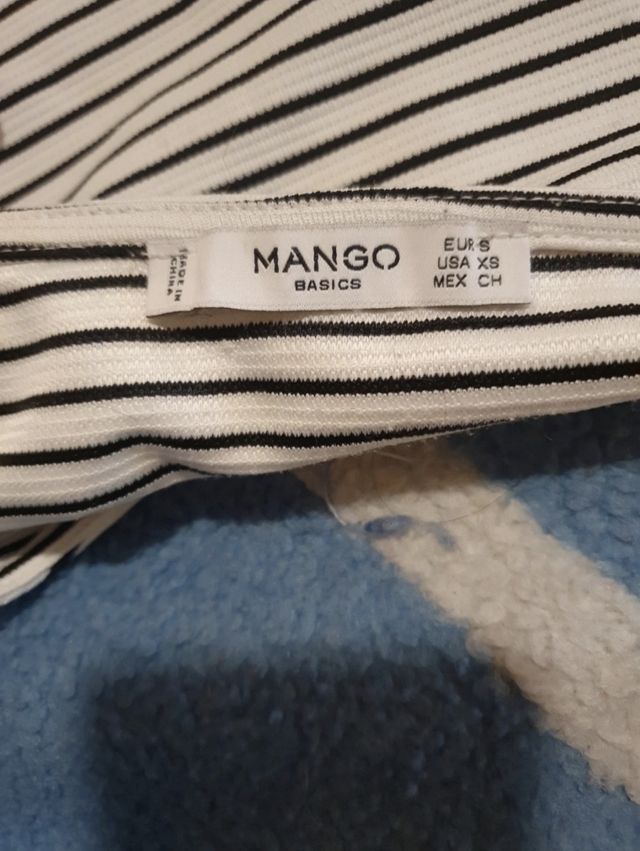 MADE IN
CHINA
MANGO
BASICS
EUR S
USA XS
MEX CH